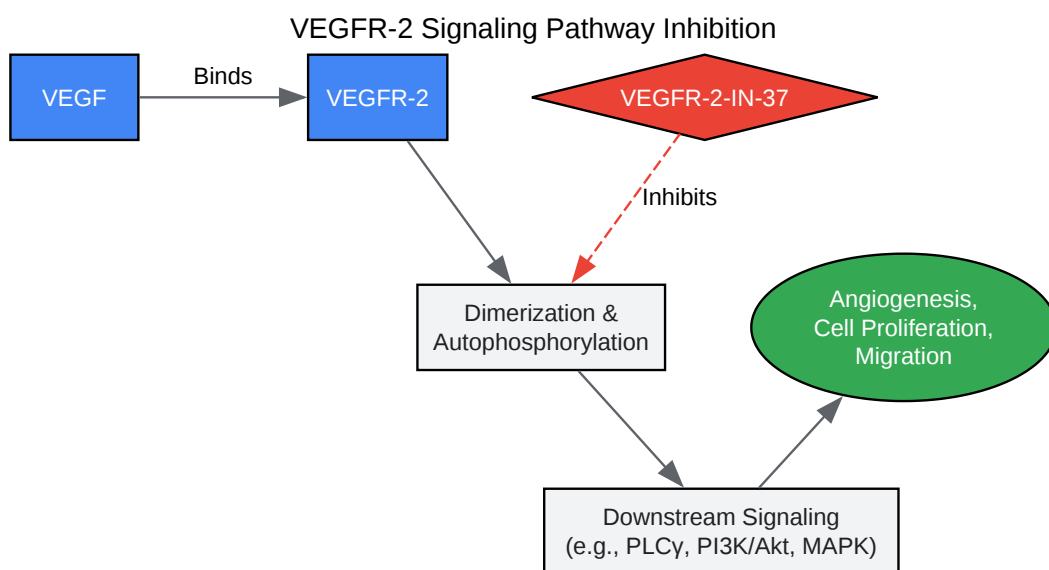 VEGFR-2 Signaling Pathway Inhibition
VEGF
Binds
VEGFR-2
VEGFR-2-IN-37
Inhibits
Dimerization &
Autophosphorylation
Angiogenesis,
Cell Proliferation,
Migration
Downstream Signaling
(e.g., PLCγ, PI3K/Akt, MAPK)